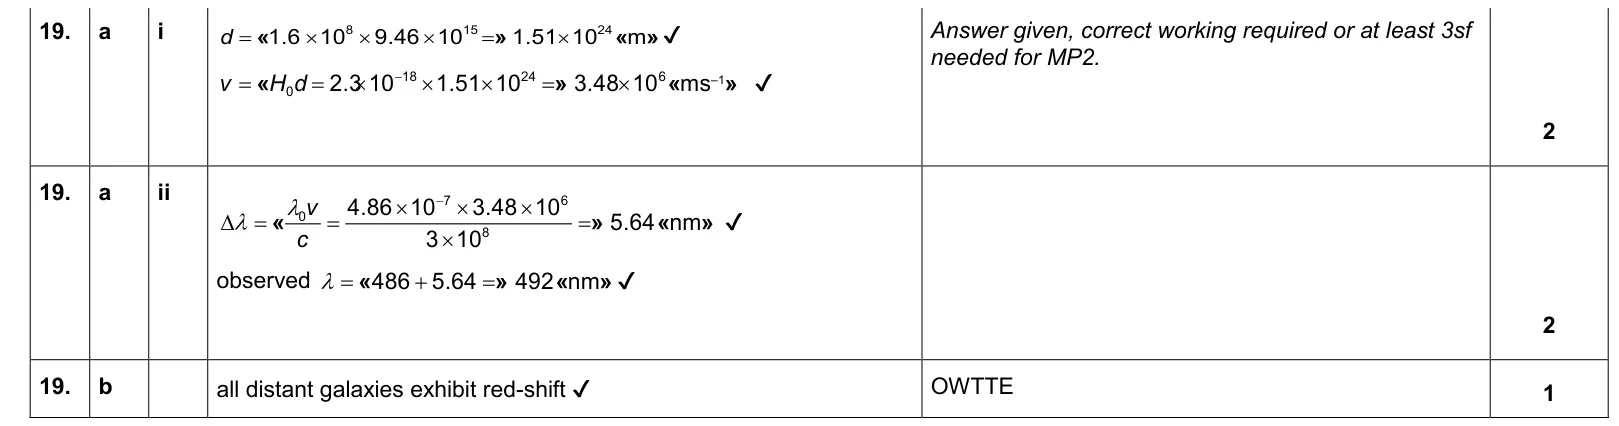 19. a i d = «1.6 × 10⁸ × 9.46 × 10¹⁵ =» 1.51 × 10²⁴ «m» ✓ Answer given, correct working required or at least 3sf
needed for MP2.
v = «H₀d = 2.3 × 10⁻¹⁸ × 1.51 × 10²⁴ =» 3.48 × 10⁶ «ms⁻¹» ✓
2
19. a ii
Δλ = «λ₀v/c = 4.86 × 10⁻⁷ × 3.48 × 10⁶/3 × 10⁸ =» 5.64 «nm» ✓
observed λ = «486 + 5.64 =» 492 «nm» ✓
2
19. b all distant galaxies exhibit red-shift ✓ OWTTE 1